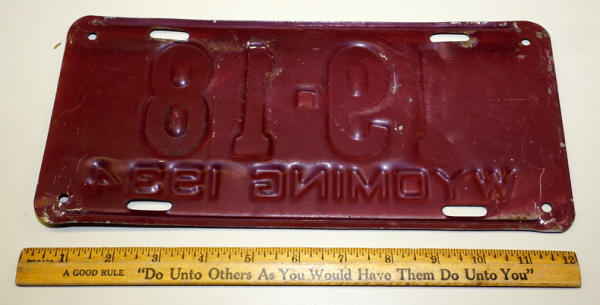 19-18
WYOMING 1934
1 2 3 4 5 6 7 8 9 10 11 12
A GOOD RULE "Do Unto Others As You Would Have Them Do Unto You"